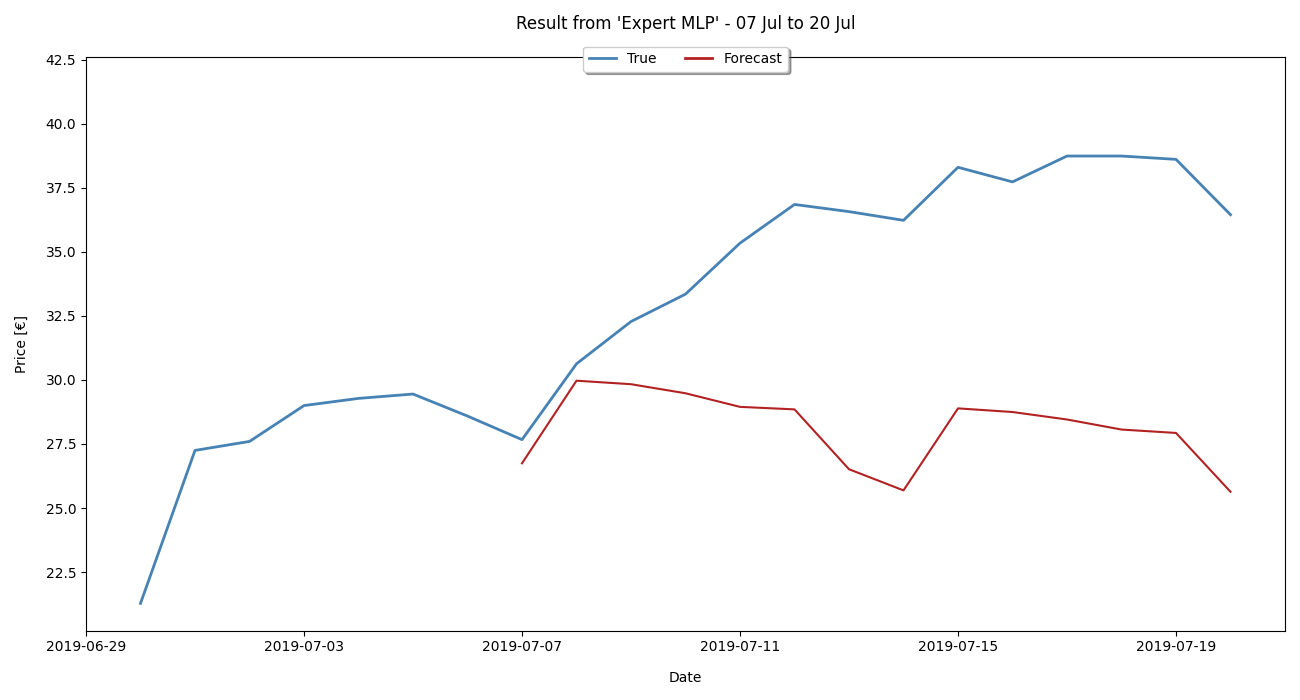 Result from 'Expert MLP' - 07 Jul to 20 Jul
True Forecast
42.5
40.0
37.5
35.0
32.5
30.0
27.5
25.0
22.5
Price [€]
2019-06-29 2019-07-03 2019-07-07 2019-07-11 2019-07-15 2019-07-19
Date